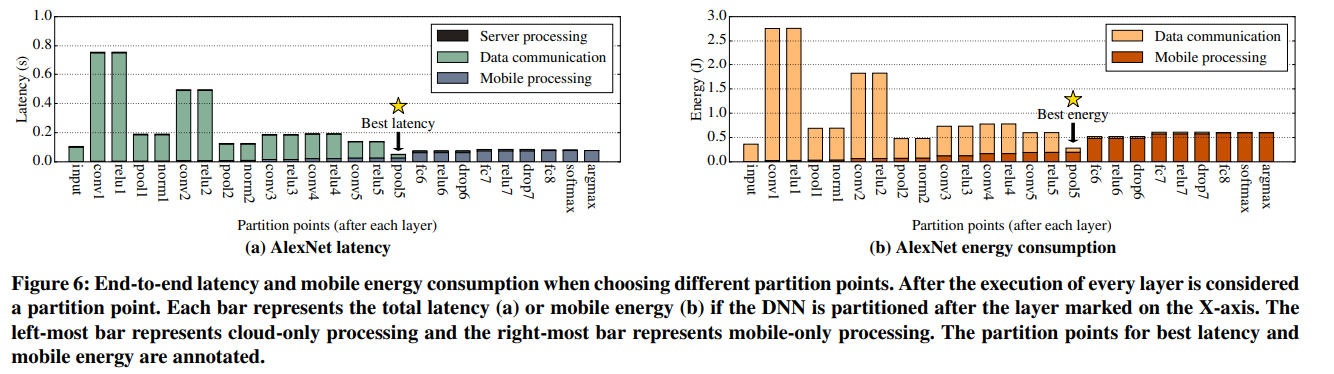 1.0
0.8
0.6
0.4
0.2
0.0
Latency (s)
Server processing
Data communication
Mobile processing
Best latency
input
conv1
relu1
pool1
norm1
conv2
relu2
pool2
norm2
conv3
relu3
conv4
relu4
conv5
relu5
pool5
fc6
relu6
drop6
fc7
relu7
drop7
fc8
softmax
argmax
Partition points (after each layer)
(a) AlexNet latency
3.0
2.5
2.0
1.5
1.0
0.5
0.0
Energy (J)
Data communication
Mobile processing
Best energy
input
conv1
relu1
pool1
norm1
conv2
relu2
pool2
norm2
conv3
relu3
conv4
relu4
conv5
relu5
pool5
fc6
relu6
drop6
fc7
relu7
drop7
fc8
softmax
argmax
Partition points (after each layer)
(b) AlexNet energy consumption
Figure 6: End-to-end latency and mobile energy consumption when choosing different partition points. After the execution of every layer is considered
a partition point. Each bar represents the total latency (a) or mobile energy (b) if the DNN is partitioned after the layer marked on the X-axis. The
left-most bar represents cloud-only processing and the right-most bar represents mobile-only processing. The partition points for best latency and
mobile energy are annotated.